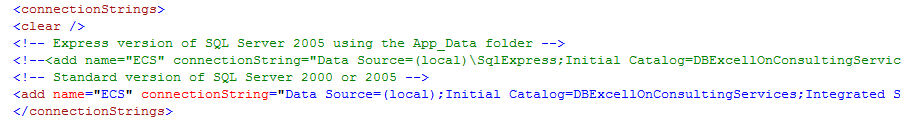 <connectionStrings>
<clear />
<!-- Express version of SQL Server 2005 using the App_Data folder -->
<!--<add name="ECS" connectionString="Data Source=(local)\SqlExpress;Initial Catalog=DBExcellOnConsultingServic
<!-- Standard version of SQL Server 2000 or 2005 -->
<add name="ECS" connectionString="Data Source=(local);Initial Catalog=DBExcellOnConsultingServices;Integrated S
</connectionStrings>